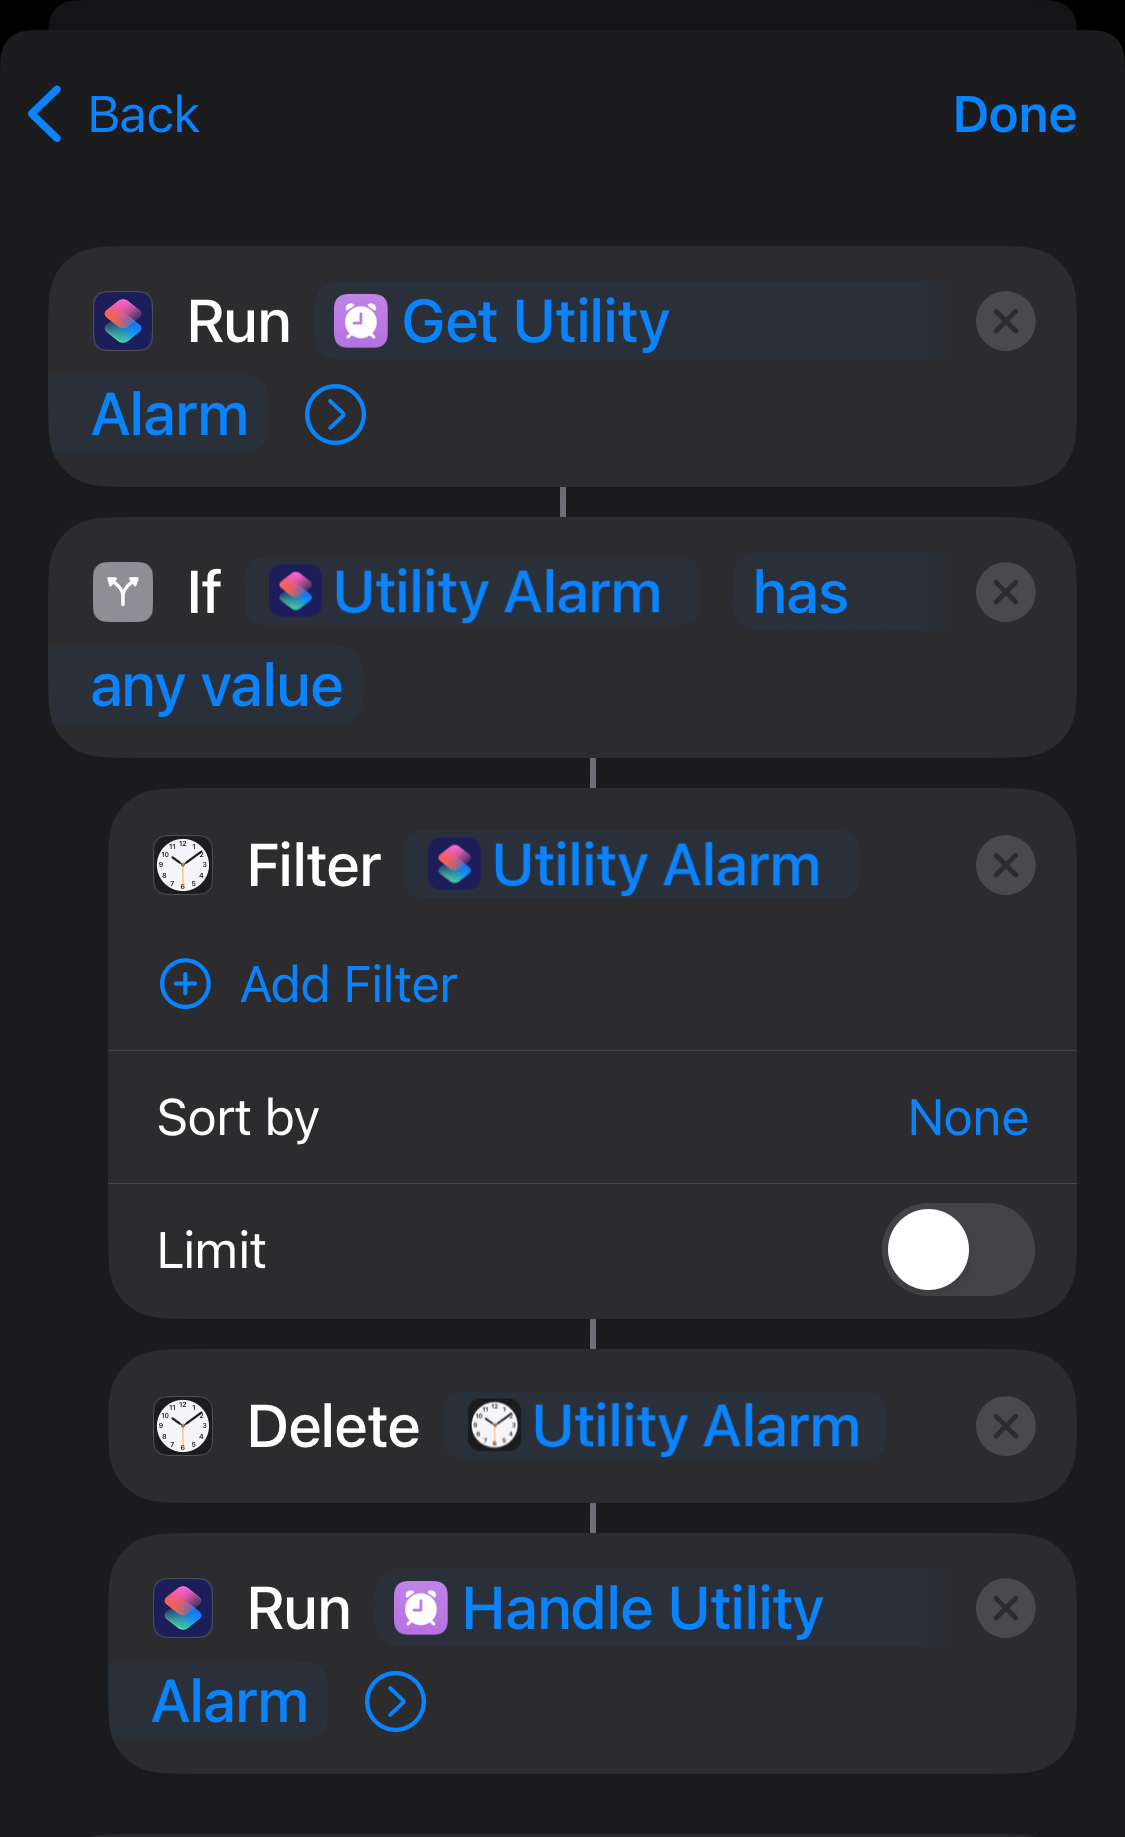 Back
Done
Run Get Utility
Alarm
If Utility Alarm has
any value
Filter Utility Alarm
Add Filter
Sort by None
Limit
Delete Utility Alarm
Run Handle Utility
Alarm